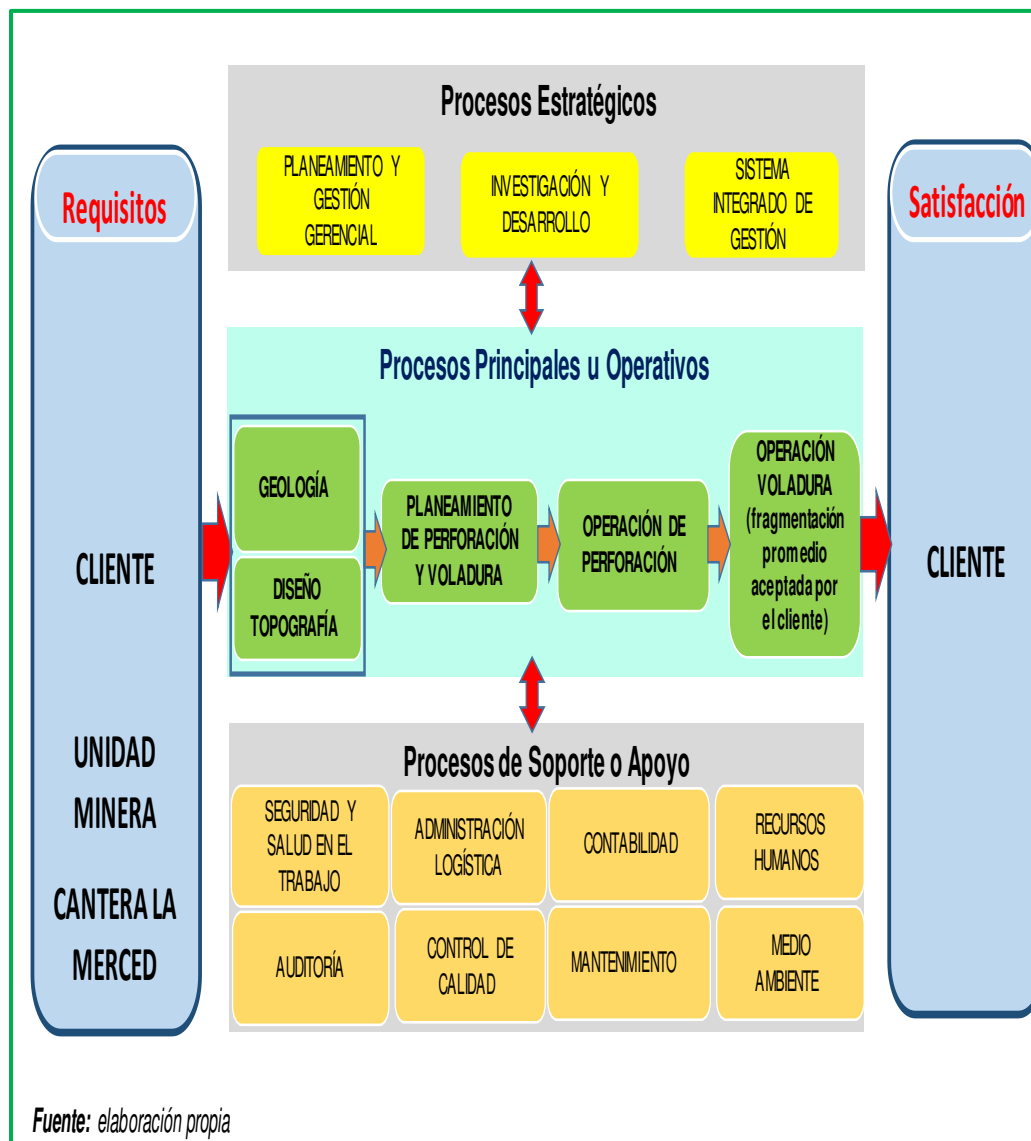 Procesos Estratégicos
PLANEAMIENTO Y
GESTIÓN
GERENCIAL
INVESTIGACIÓN Y
DESARROLLO
SISTEMA
INTEGRADO DE
GESTIÓN
Requisitos
CLIENTE
UNIDAD
MINERA
CANTERA LA
MERCED
Procesos Principales u Operativos
GEOLOGÍA
DISEÑO
TOPOGRAFÍA
PLANEAMIENTO
DE PERFORACIÓN
Y VOLADURA
OPERACIÓN DE
PERFORACIÓN
OPERACIÓN
VOLADURA
(fragmentación
promedio
aceptada por
el cliente)
Satisfacción
CLIENTE
Procesos de Soporte o Apoyo
SEGURIDAD Y
SALUD EN EL
TRABAJO
ADMINISTRACIÓN
LOGÍSTICA
CONTABILIDAD
RECURSOS
HUMANOS
AUDITORÍA
CONTROL DE
CALIDAD
MANTENIMIENTO
MEDIO
AMBIENTE
Fuente: elaboración propia